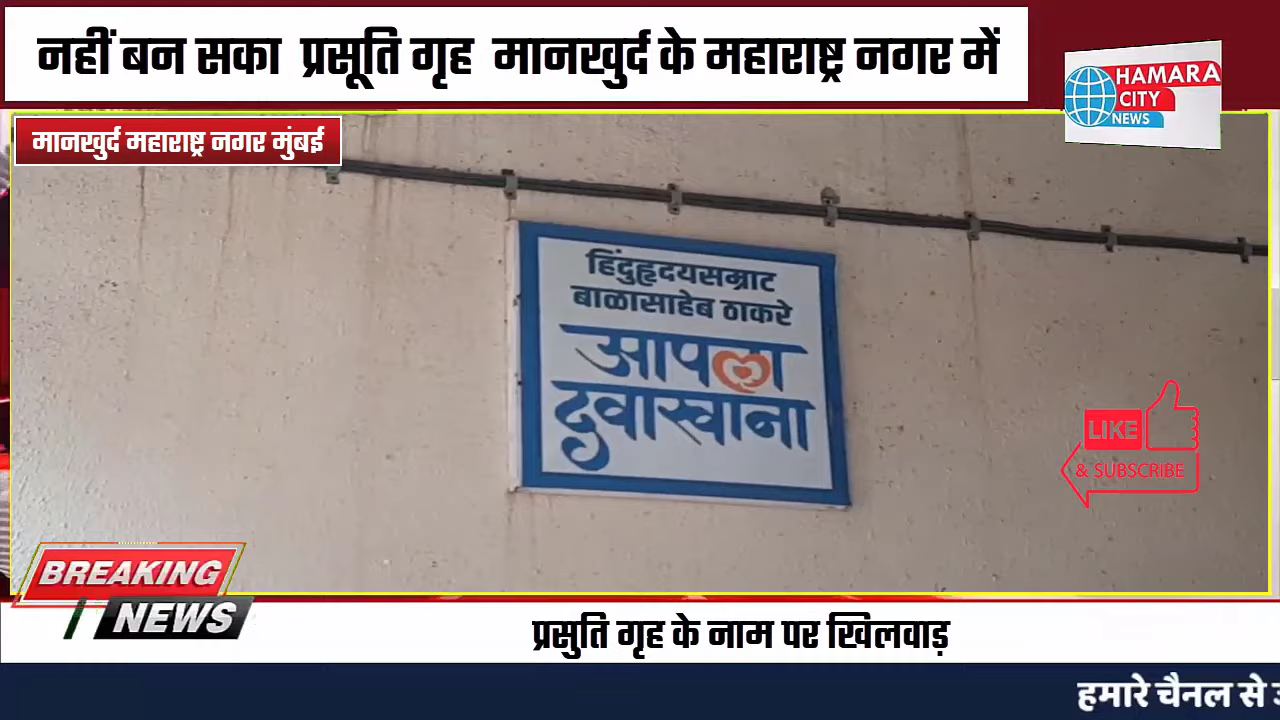 नहीं बन सका प्रसूति गृह मानखुर्द के महाराष्ट्र नगर में
HAMARA
CITY
NEWS
मानखुर्द महाराष्ट्र नगर मुंबई
हिंदुहृदयसम्राट
बाळासाहेब ठाकरे
आपला
दवाखाना
LIKE
& SUBSCRIBE
BREAKING
NEWS
प्रसुति गृह के नाम पर खिलवाड़
हमारे चैनल से